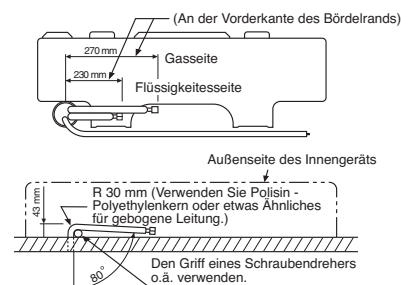 (An der Vorderkante des Bördelrands)
270 mm
Gasseite
230 mm
Flüssigkeitesseite
Außenseite des Innengeräts
43 mm
R 30 mm (Verwenden Sie Polisin -
Polyethylenkern oder etwas Ähnliches
für gebogene Leitung.)
Den Griff eines Schraubendrehers
o.ä. verwenden.
80°